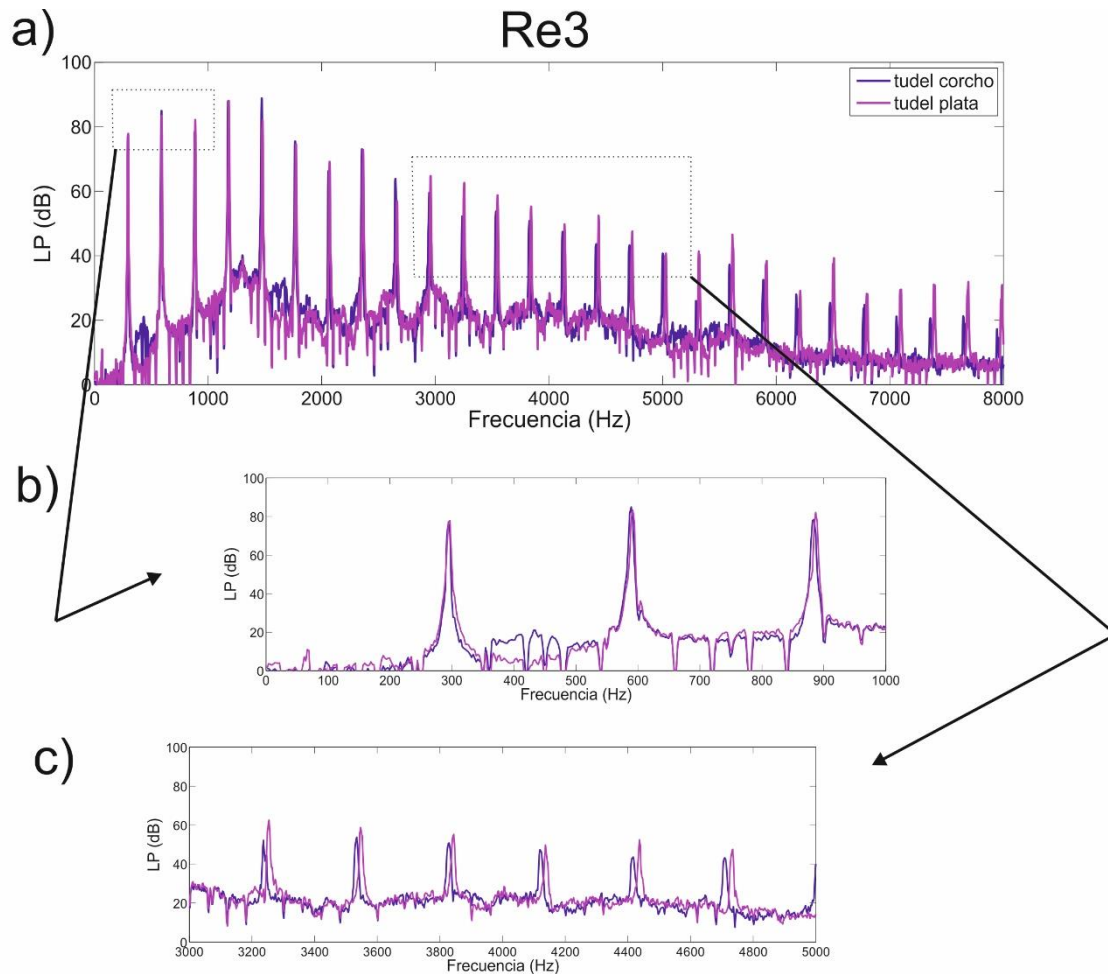 a)
Re3
LP (dB)
100
80
60
40
20
0
tudel corcho
tudel plata
0 1000 2000 3000 4000 5000 6000 7000 8000
Frecuencia (Hz)
b)
LP (dB)
100
80
60
40
20
0
0 100 200 300 400 500 600 700 800 900 1000
Frecuencia (Hz)
c)
LP (dB)
100
80
60
40
20
0
3000 3200 3400 3600 3800 4000 4200 4400 4600 4800 5000
Frecuencia (Hz)